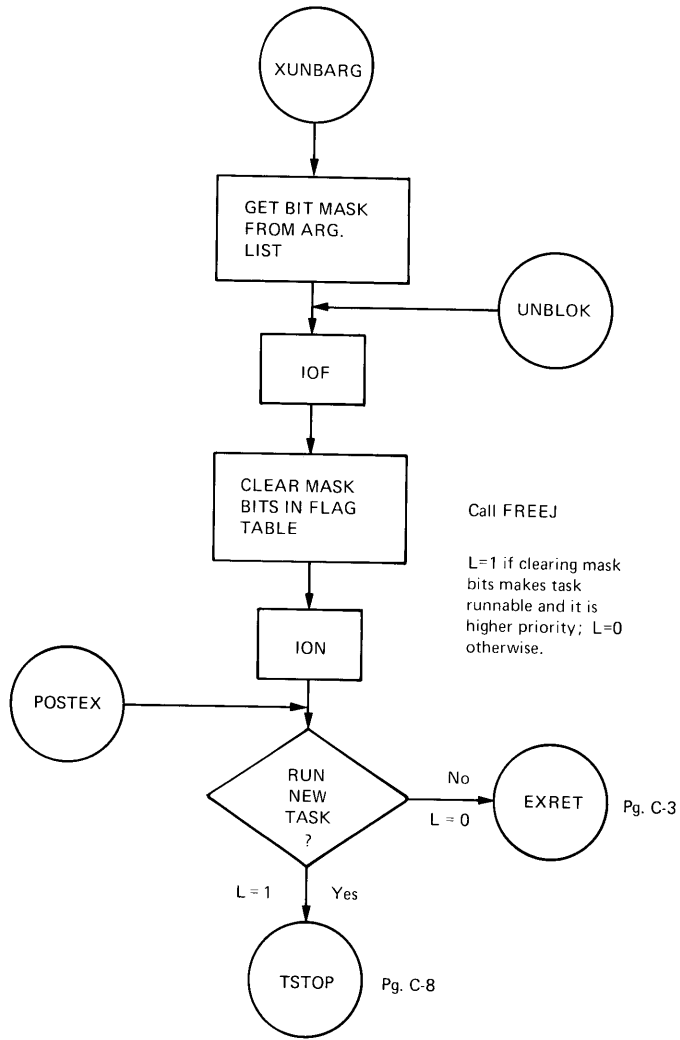 XUNBARG
GET BIT MASK
FROM ARG.
LIST
UNBLOK
IOF
CLEAR MASK
BITS IN FLAG
TABLE
Call FREEJ
L=1 if clearing mask
bits makes task
runnable and it is
higher priority; L=0
otherwise.
ION
POSTEX
RUN
NEW
TASK
?
No
L = 0
EXRET
Pg. C-3
L = 1
Yes
TSTOP
Pg. C-8